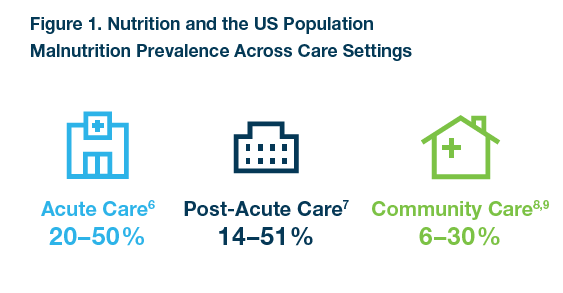 Figure 1. Nutrition and the US Population
Malnutrition Prevalence Across Care Settings
Acute Care6 Post-Acute Care7 Community Care8,9
20–50% 14–51% 6–30%